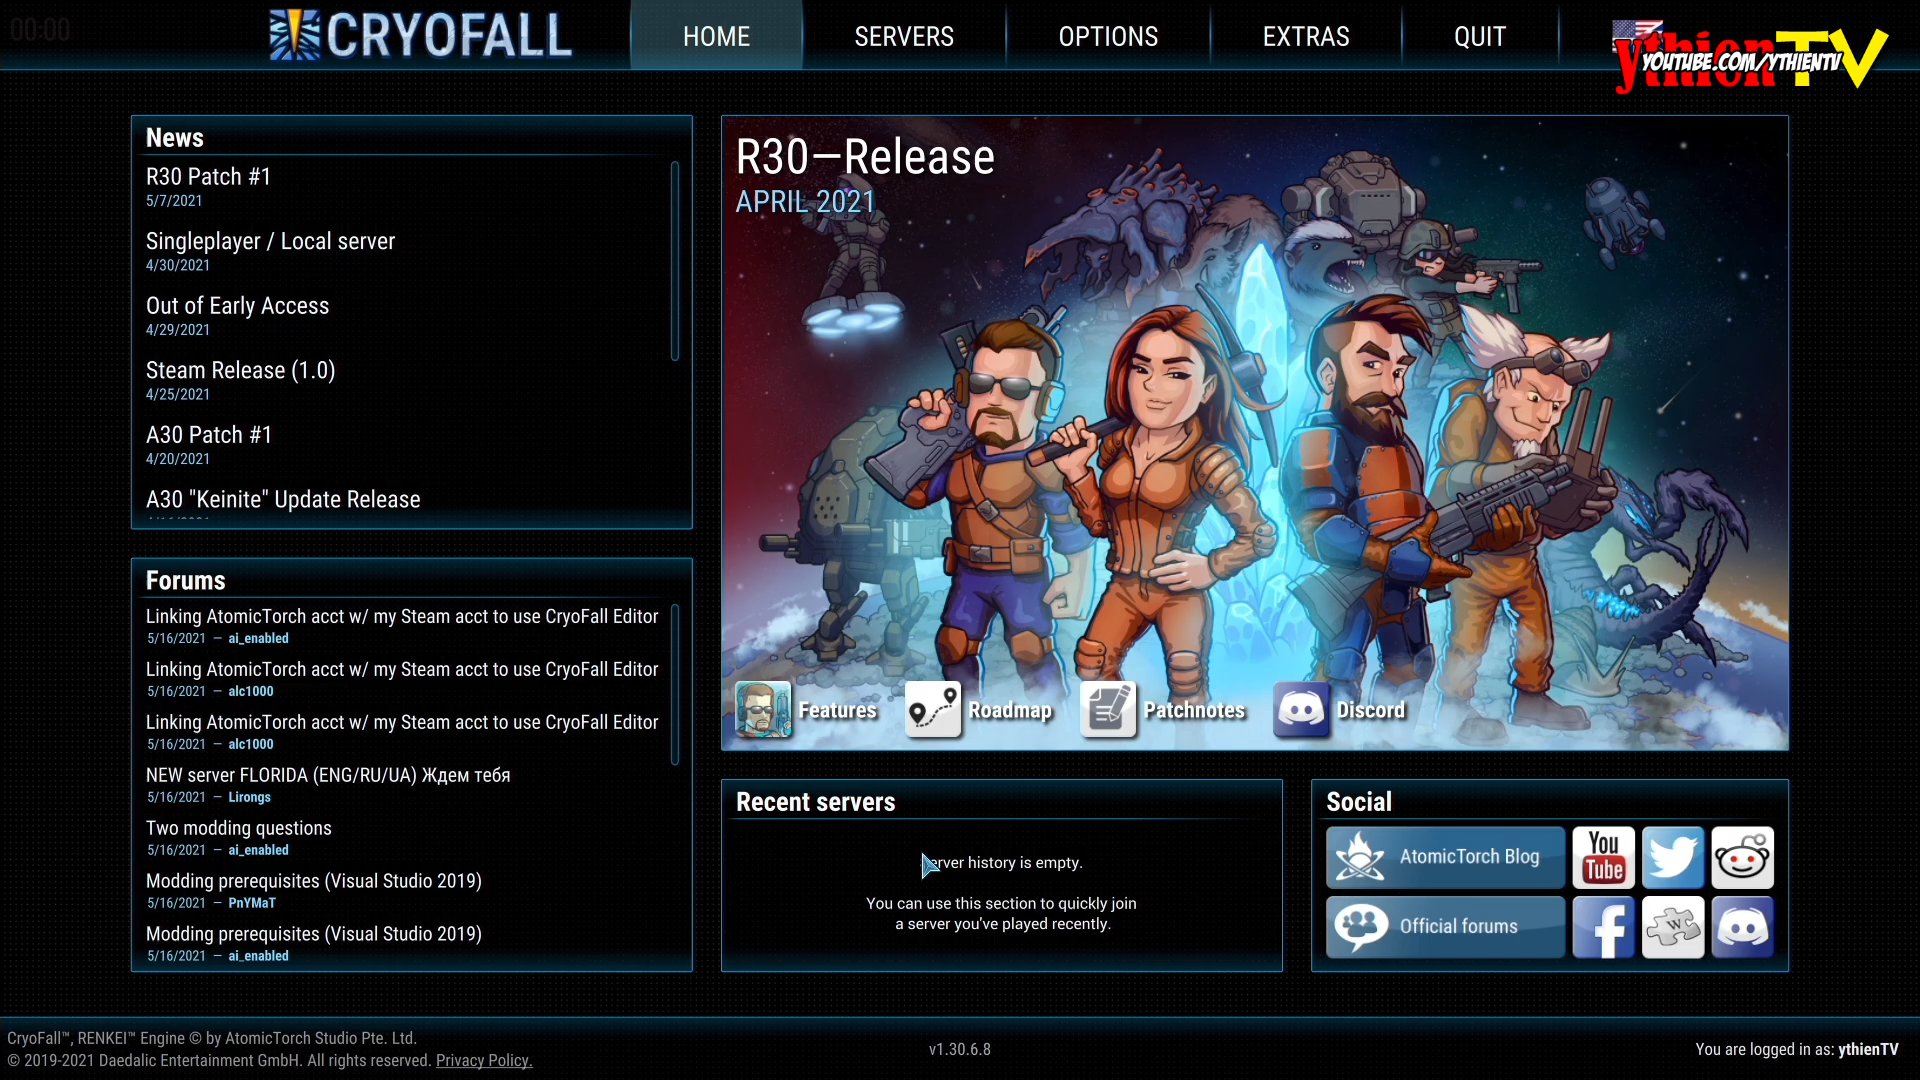 00:00
CRYOFALL
HOME
SERVERS
OPTIONS
EXTRAS
QUIT
ythienTV
YOUTUBE.COM/YTHIENTV
News
R30 Patch #1
5/7/2021
Singleplayer / Local server
4/30/2021
Out of Early Access
4/29/2021
Steam Release (1.0)
4/25/2021
A30 Patch #1
4/20/2021
A30 "Keinite" Update Release
Forums
Linking AtomicTorch acct w/ my Steam acct to use CryoFall Editor
5/16/2021 — ai_enabled
Linking AtomicTorch acct w/ my Steam acct to use CryoFall Editor
5/16/2021 — alc1000
Linking AtomicTorch acct w/ my Steam acct to use CryoFall Editor
5/16/2021 — alc1000
NEW server FLORIDA (ENG/RU/UA) Ждем тебя
5/16/2021 — Lirongs
Two modding questions
5/16/2021 — ai_enabled
Modding prerequisites (Visual Studio 2019)
5/16/2021 — PnYMaT
Modding prerequisites (Visual Studio 2019)
5/16/2021 — ai_enabled
R30—Release
APRIL 2021
Features
Roadmap
Patchnotes
Discord
Recent servers
Server history is empty.
You can use this section to quickly join
a server you've played recently.
Social
AtomicTorch Blog
You
Tube
Official forums
W
CryoFall™, RENKEI™ Engine © by AtomicTorch Studio Pte. Ltd.
© 2019-2021 Daedalic Entertainment GmbH. All rights reserved. Privacy Policy.
v1.30.6.8
You are logged in as: ythienTV